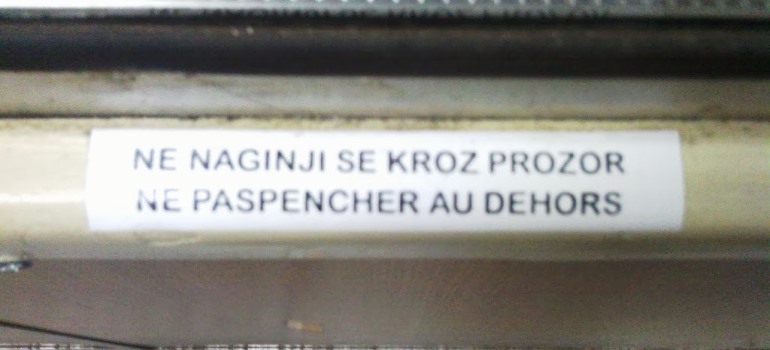 NE NAGINJI SE KROZ PROZOR
NE PASPENCHER AU DEHORS